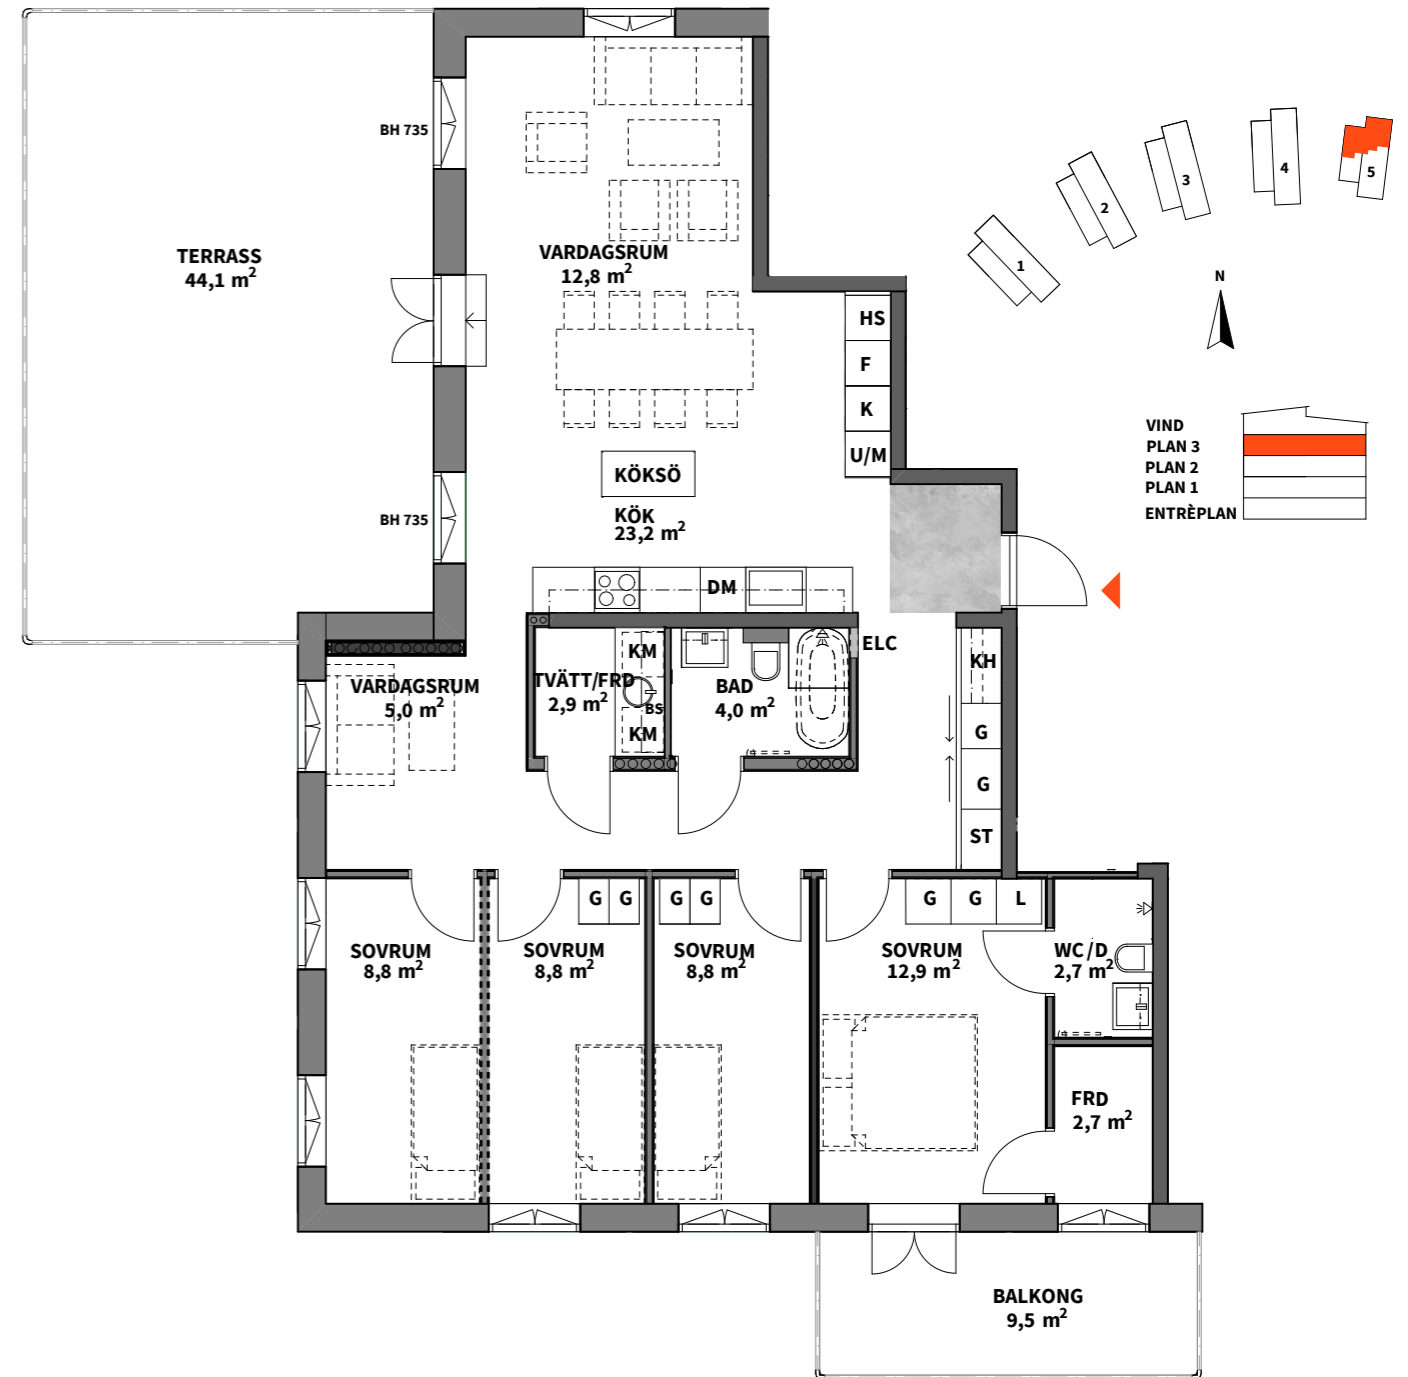 BH 735
TERRASS
44,1 m²
VARDAGSRUM
12,8 m²
HS
F
K
U/M
KÖKSÖ
KÖK
23,2 m²
BH 735
DM
ELC
TVÄTT/FRD
2,9 m²
KM
BS
KM
BAD
4,0 m²
VARDAGSRUM
5,0 m²
KH
G
G
ST
G
G
G
G
G
G
L
SOVRUM
8,8 m²
SOVRUM
8,8 m²
SOVRUM
8,8 m²
SOVRUM
12,9 m²
WC/D
2,7 m²
FRD
2,7 m²
BALKONG
9,5 m²
1
2
3
4
5
N
VIND
PLAN 3
PLAN 2
PLAN 1
ENTRÈPLAN